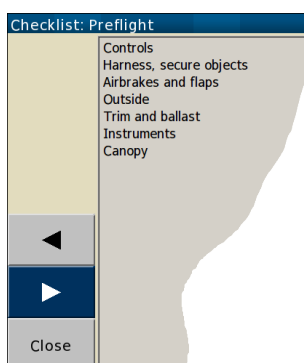 Checklist: Preflight
Controls
Harness, secure objects
Airbrakes and flaps
Outside
Trim and ballast
Instruments
Canopy
Close